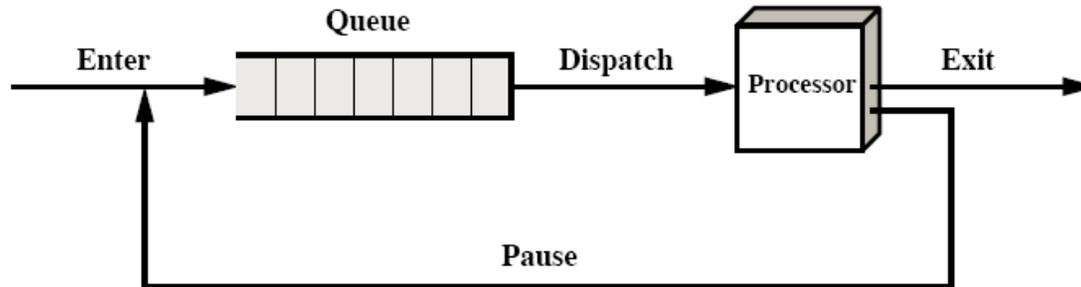 Queue
Enter
Dispatch
Processor
Exit
Pause